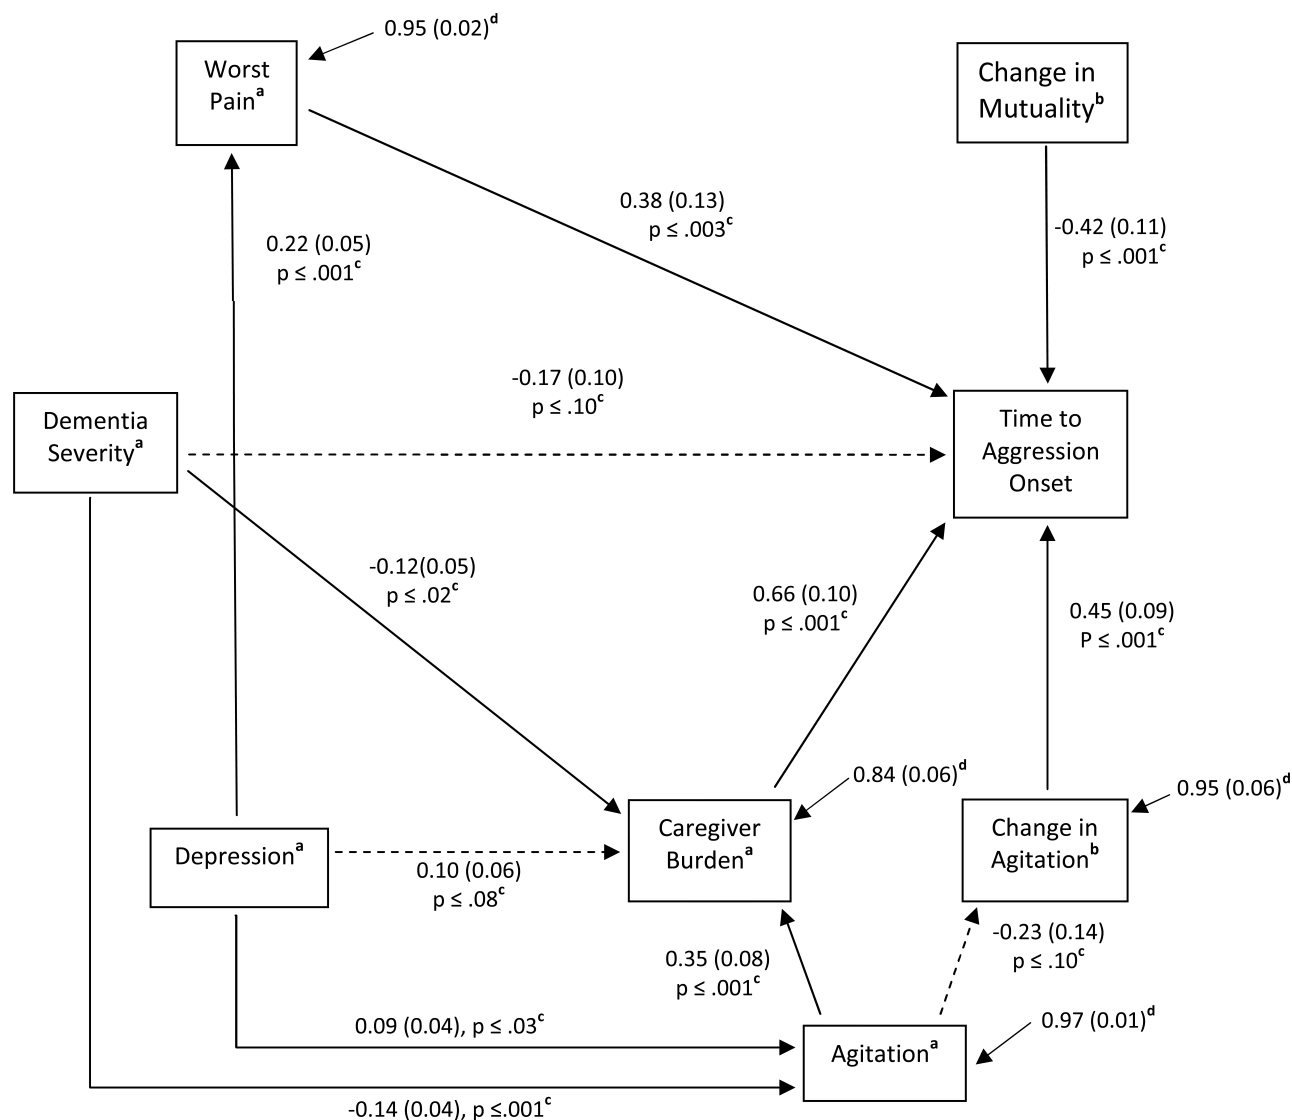 0.95 (0.02)d
Worst
Paina
Change in
Mutualityb
0.38 (0.13)
p ≤ .003c
-0.42 (0.11)
p ≤ .001c
0.22 (0.05)
p ≤ .001c
-0.17 (0.10)
p ≤ .10c
Dementia
Severitya
Time to
Aggression
Onset
-0.12(0.05)
p ≤ .02c
0.66 (0.10)
p ≤ .001c
0.45 (0.09)
P ≤ .001c
0.84 (0.06)d
0.95 (0.06)d
Depressiona
0.10 (0.06)
p ≤ .08c
Caregiver
Burdena
Change in
Agitationb
0.35 (0.08)
p ≤ .001c
-0.23 (0.14)
p ≤ .10c
0.09 (0.04), p ≤ .03c
Agitationa
0.97 (0.01)d
-0.14 (0.04), p ≤.001c